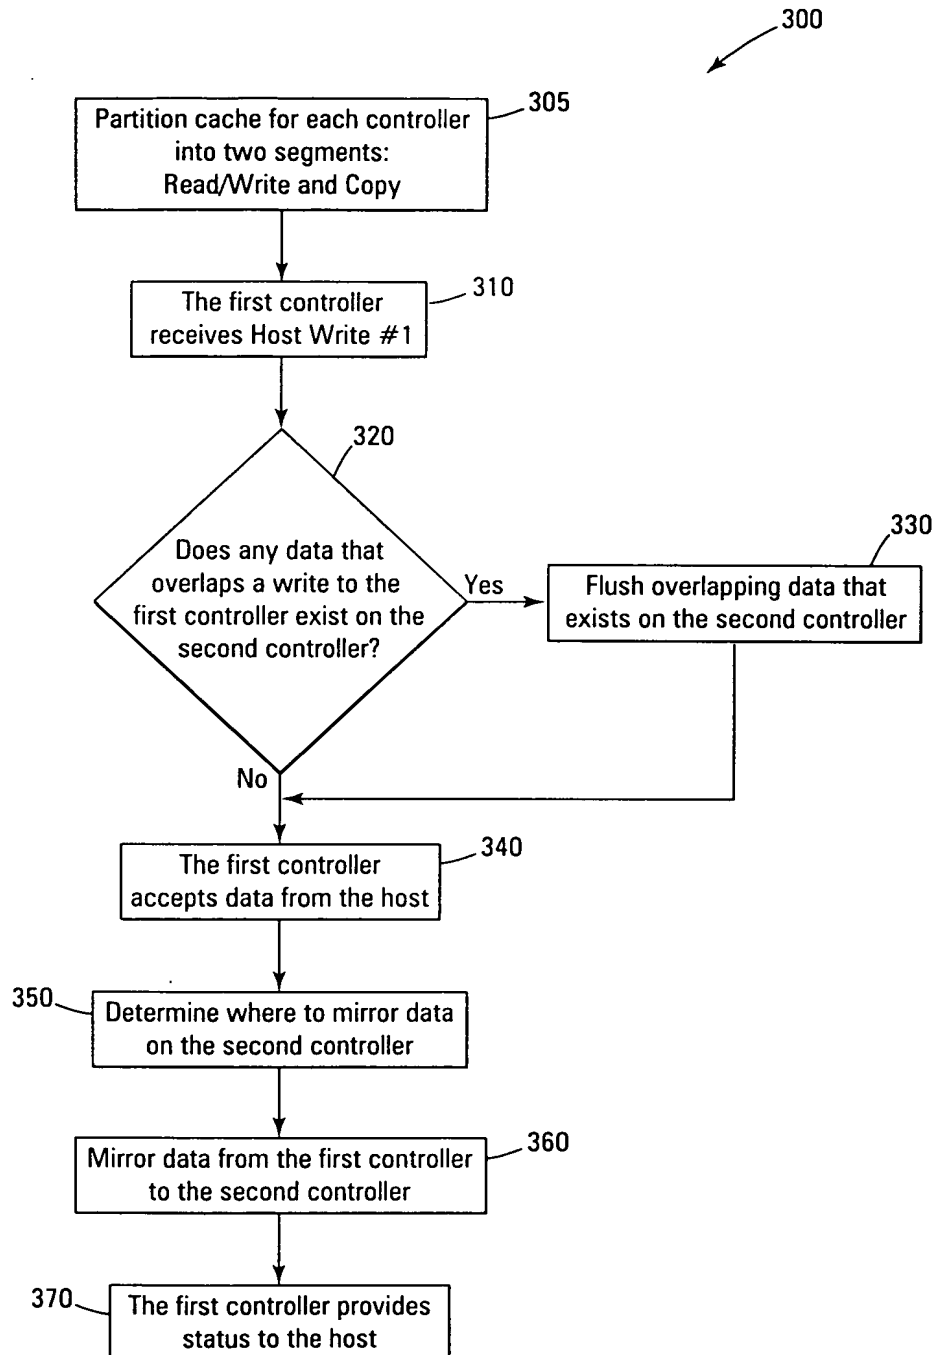 300
305
Partition cache for each controller
into two segments:
Read/Write and Copy
310
The first controller
receives Host Write #1
320
Does any data that
overlaps a write to the
first controller exist on the
second controller?
Yes
330
Flush overlapping data that
exists on the second controller
No
340
The first controller
accepts data from the host
350
Determine where to mirror data
on the second controller
360
Mirror data from the first controller
to the second controller
370
The first controller provides
status to the host